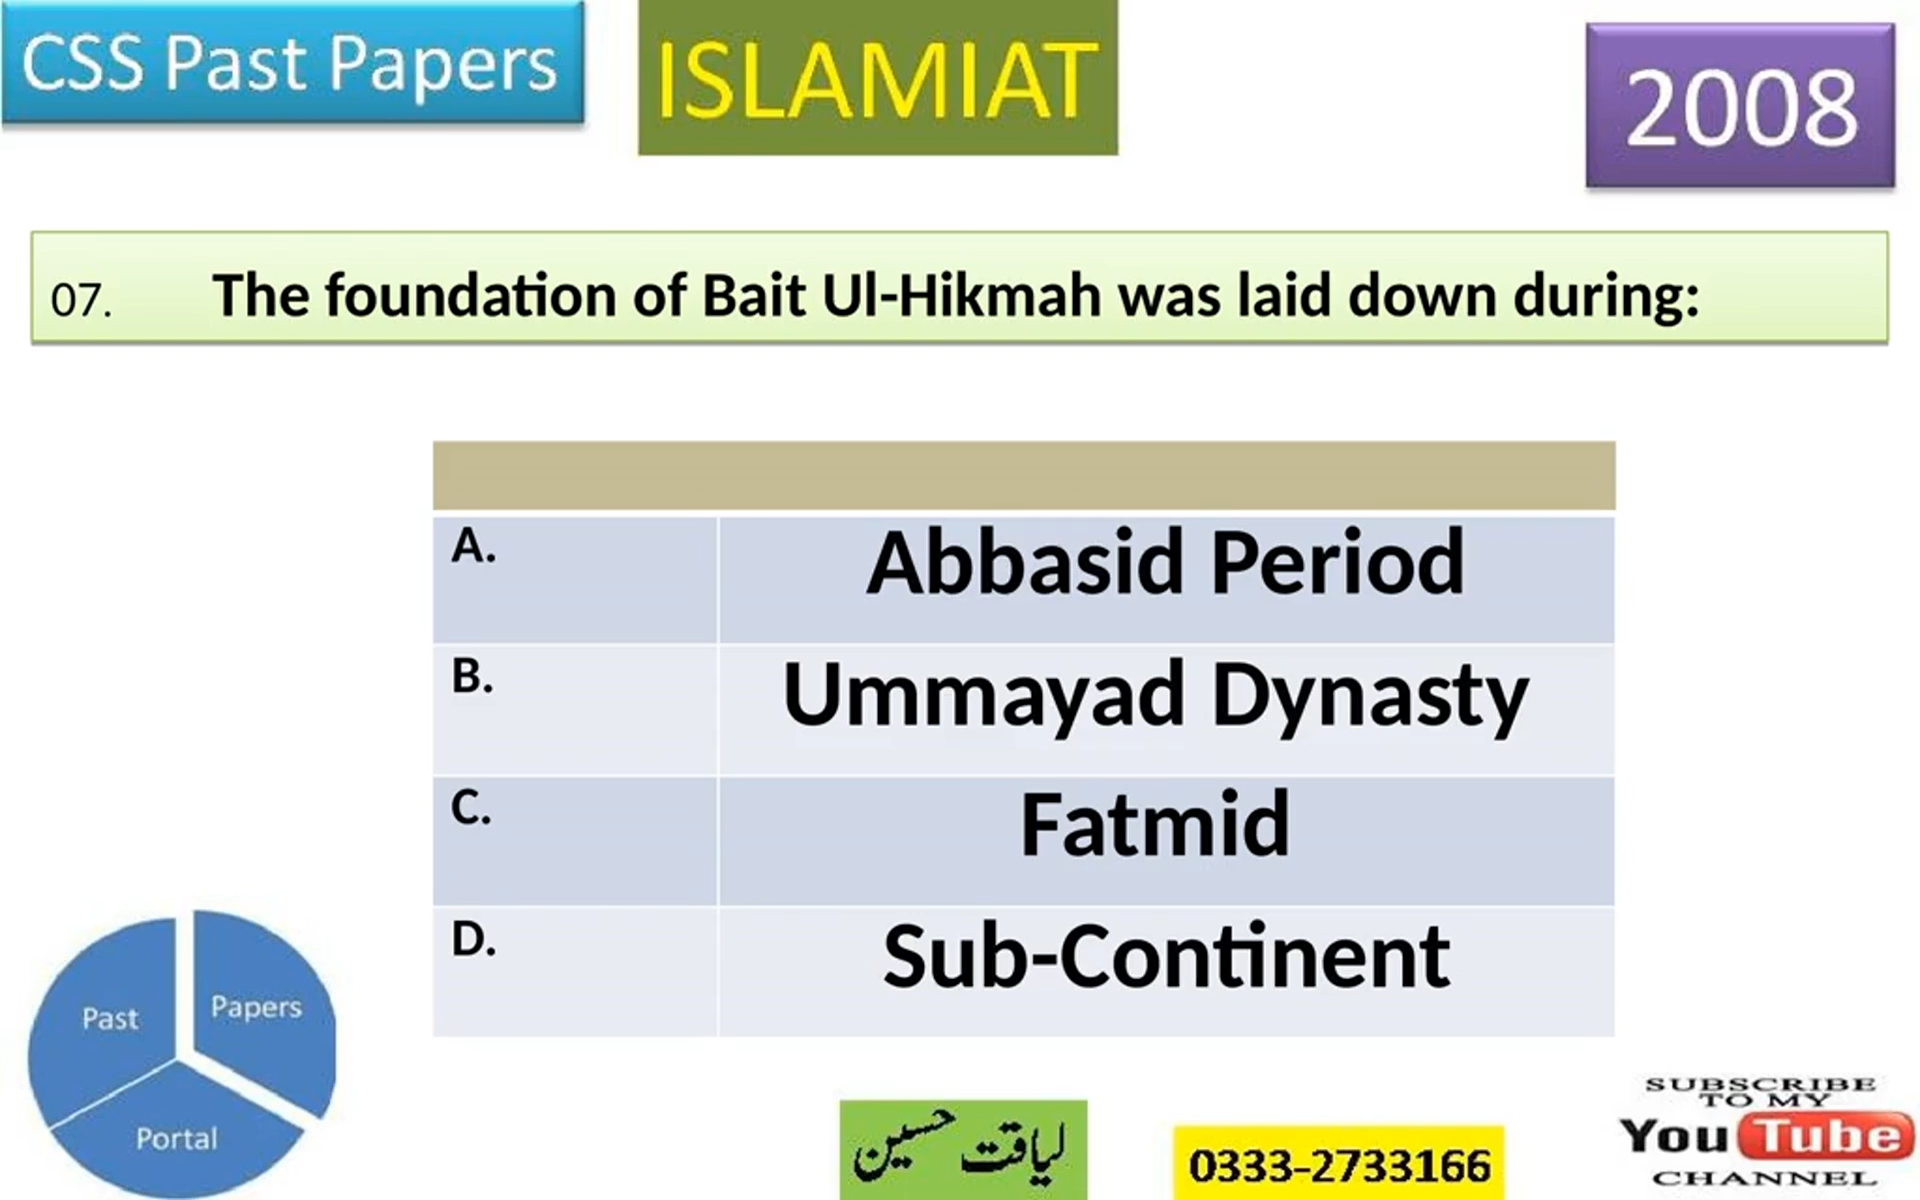 CSS Past Papers
ISLAMIAT
2008
07. The foundation of Bait Ul-Hikmah was laid down during:
A. Abbasid Period
B. Ummayad Dynasty
C. Fatmid
D. Sub-Continent
Past
Papers
Portal
لیاقت حسین
0333-2733166
SUBSCRIBE
TO MY
YouTube
CHANNEL